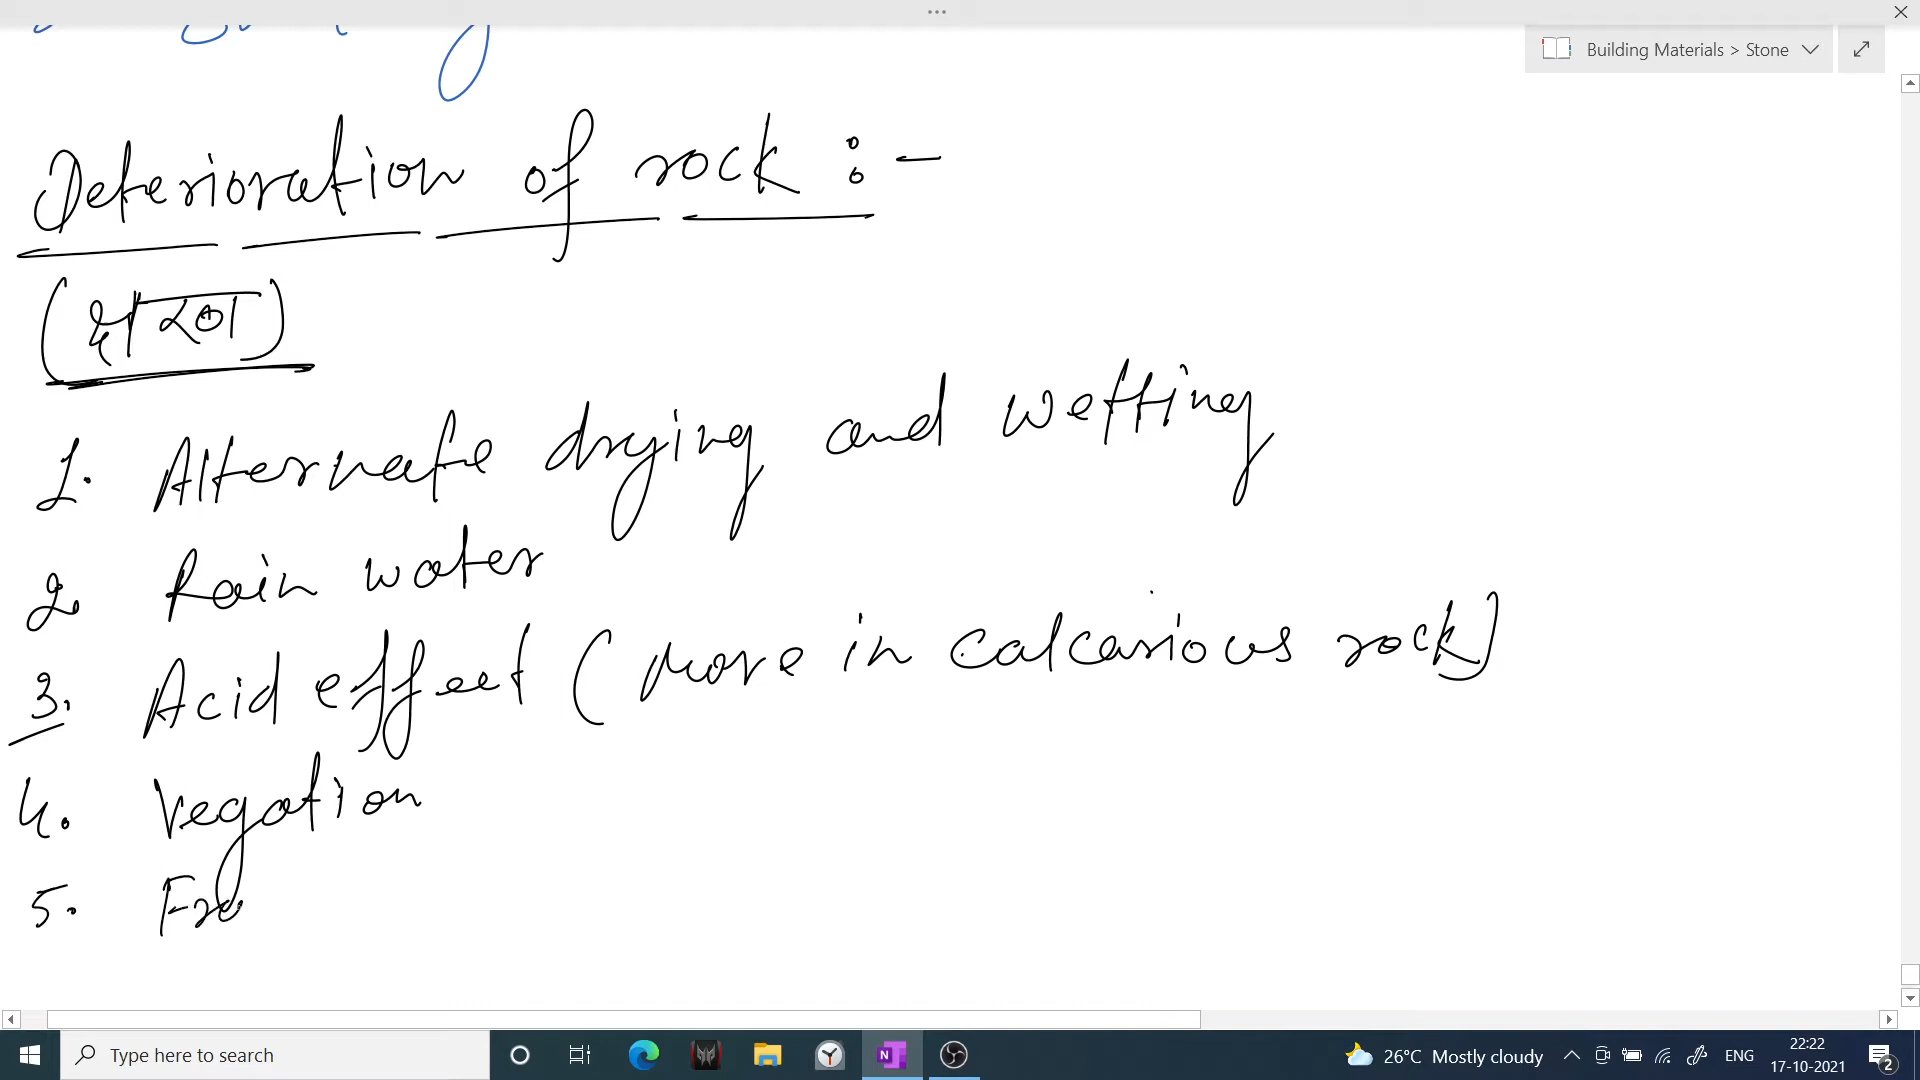 Building Materials > Stone
Deterioration of rock :-
(क्षरण)
1. Alternate drying and wetting
2. Rain water
3. Acid effect (more in calcarious rock)
4. Vegation
5. Fro
Type here to search
26°C Mostly cloudy
ENG
22:22
17-10-2021
2